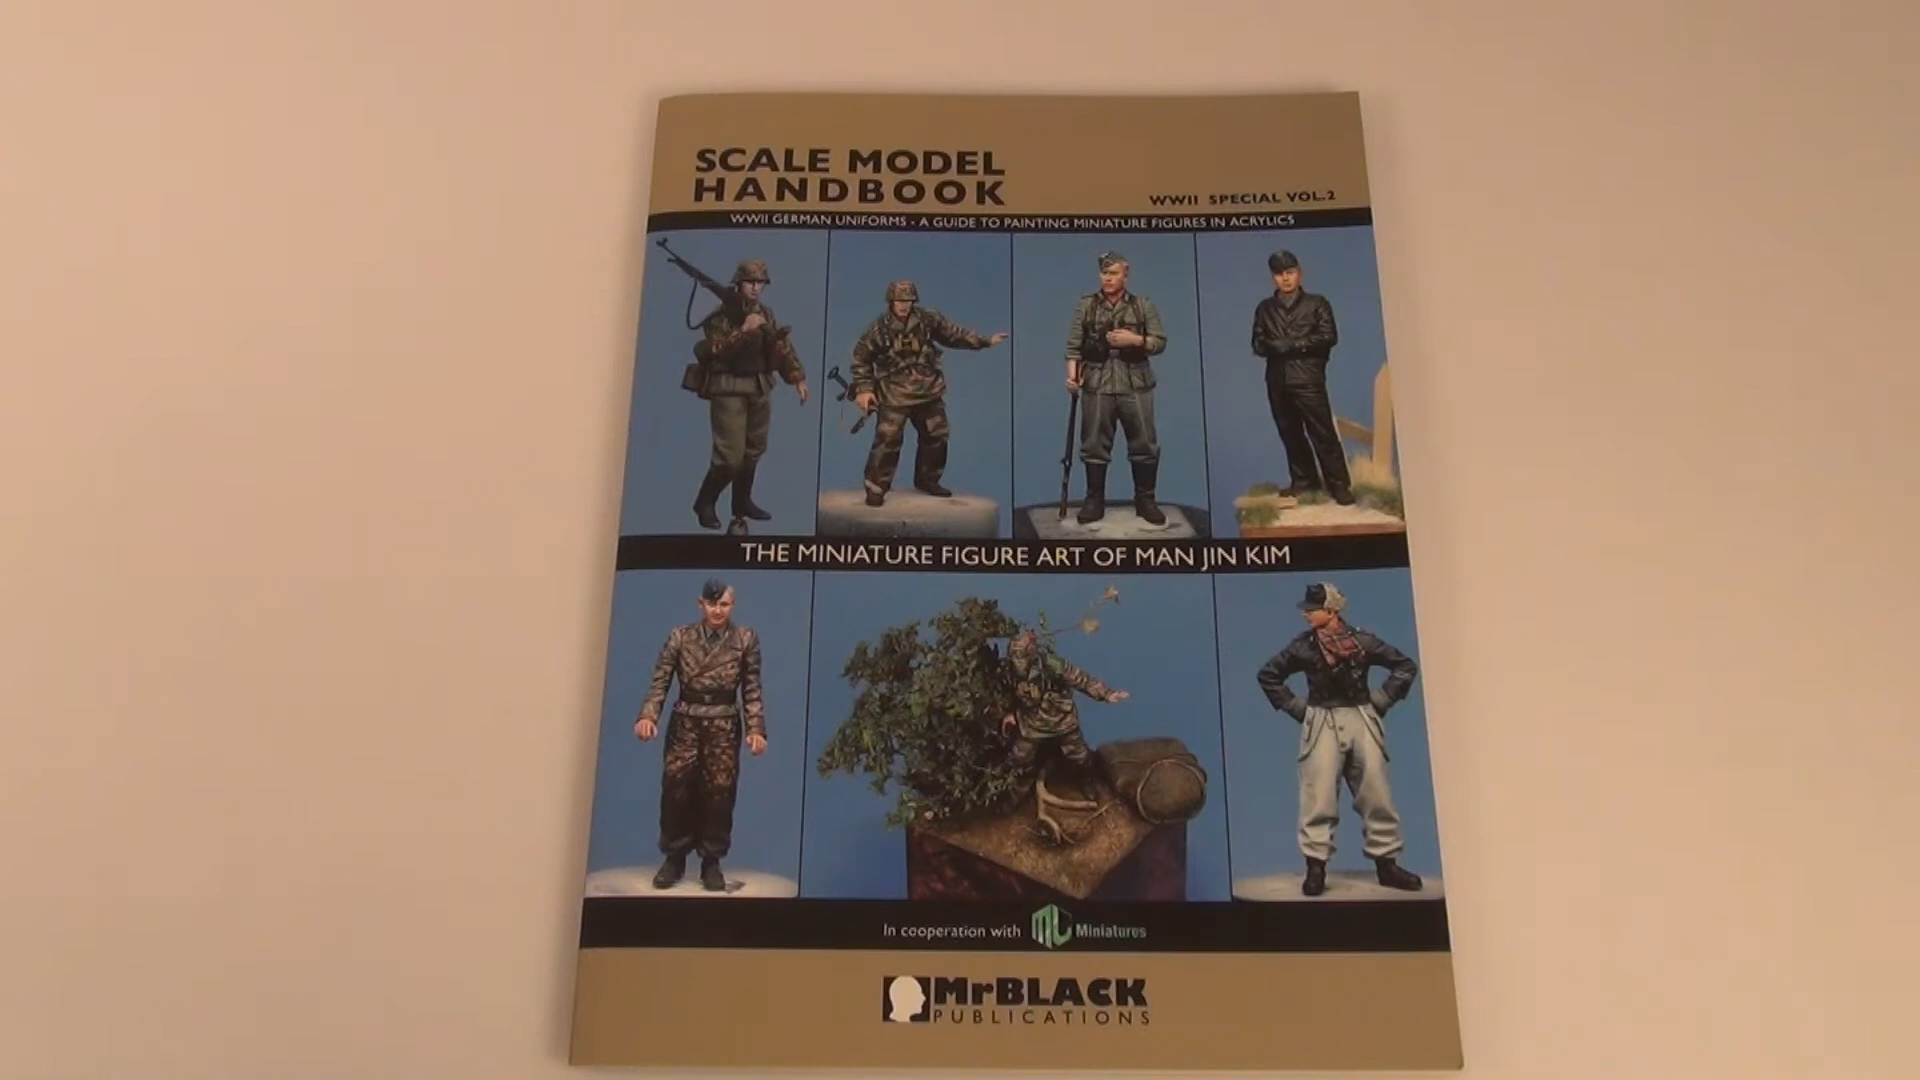 SCALE MODEL
HANDBOOK
WWII SPECIAL VOL.2
WWII GERMAN UNIFORMS - A GUIDE TO PAINTING MINIATURE FIGURES IN ACRYLICS
THE MINIATURE FIGURE ART OF MAN JIN KIM
In cooperation with ML Miniatures
MrBLACK
PUBLICATIONS